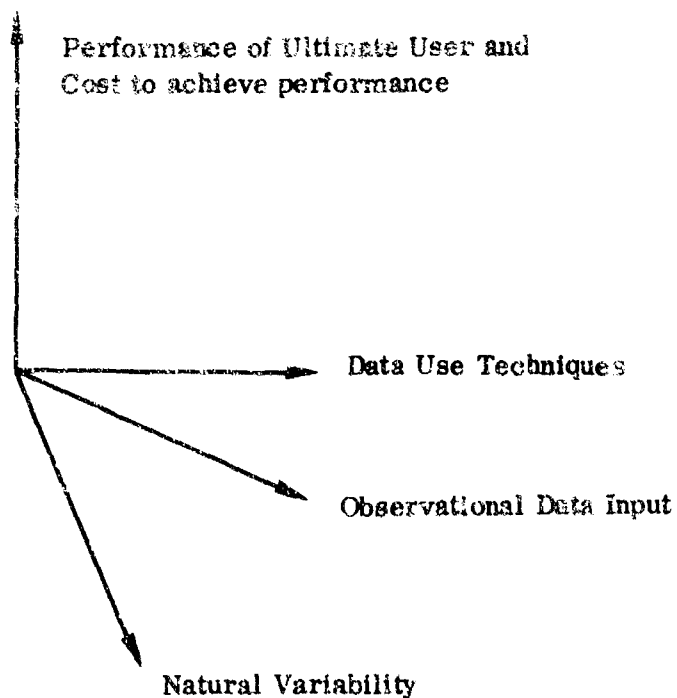 Performance of Ultimate User and
Cost to achieve performance
Data Use Techniques
Observational Data Input
Natural Variability